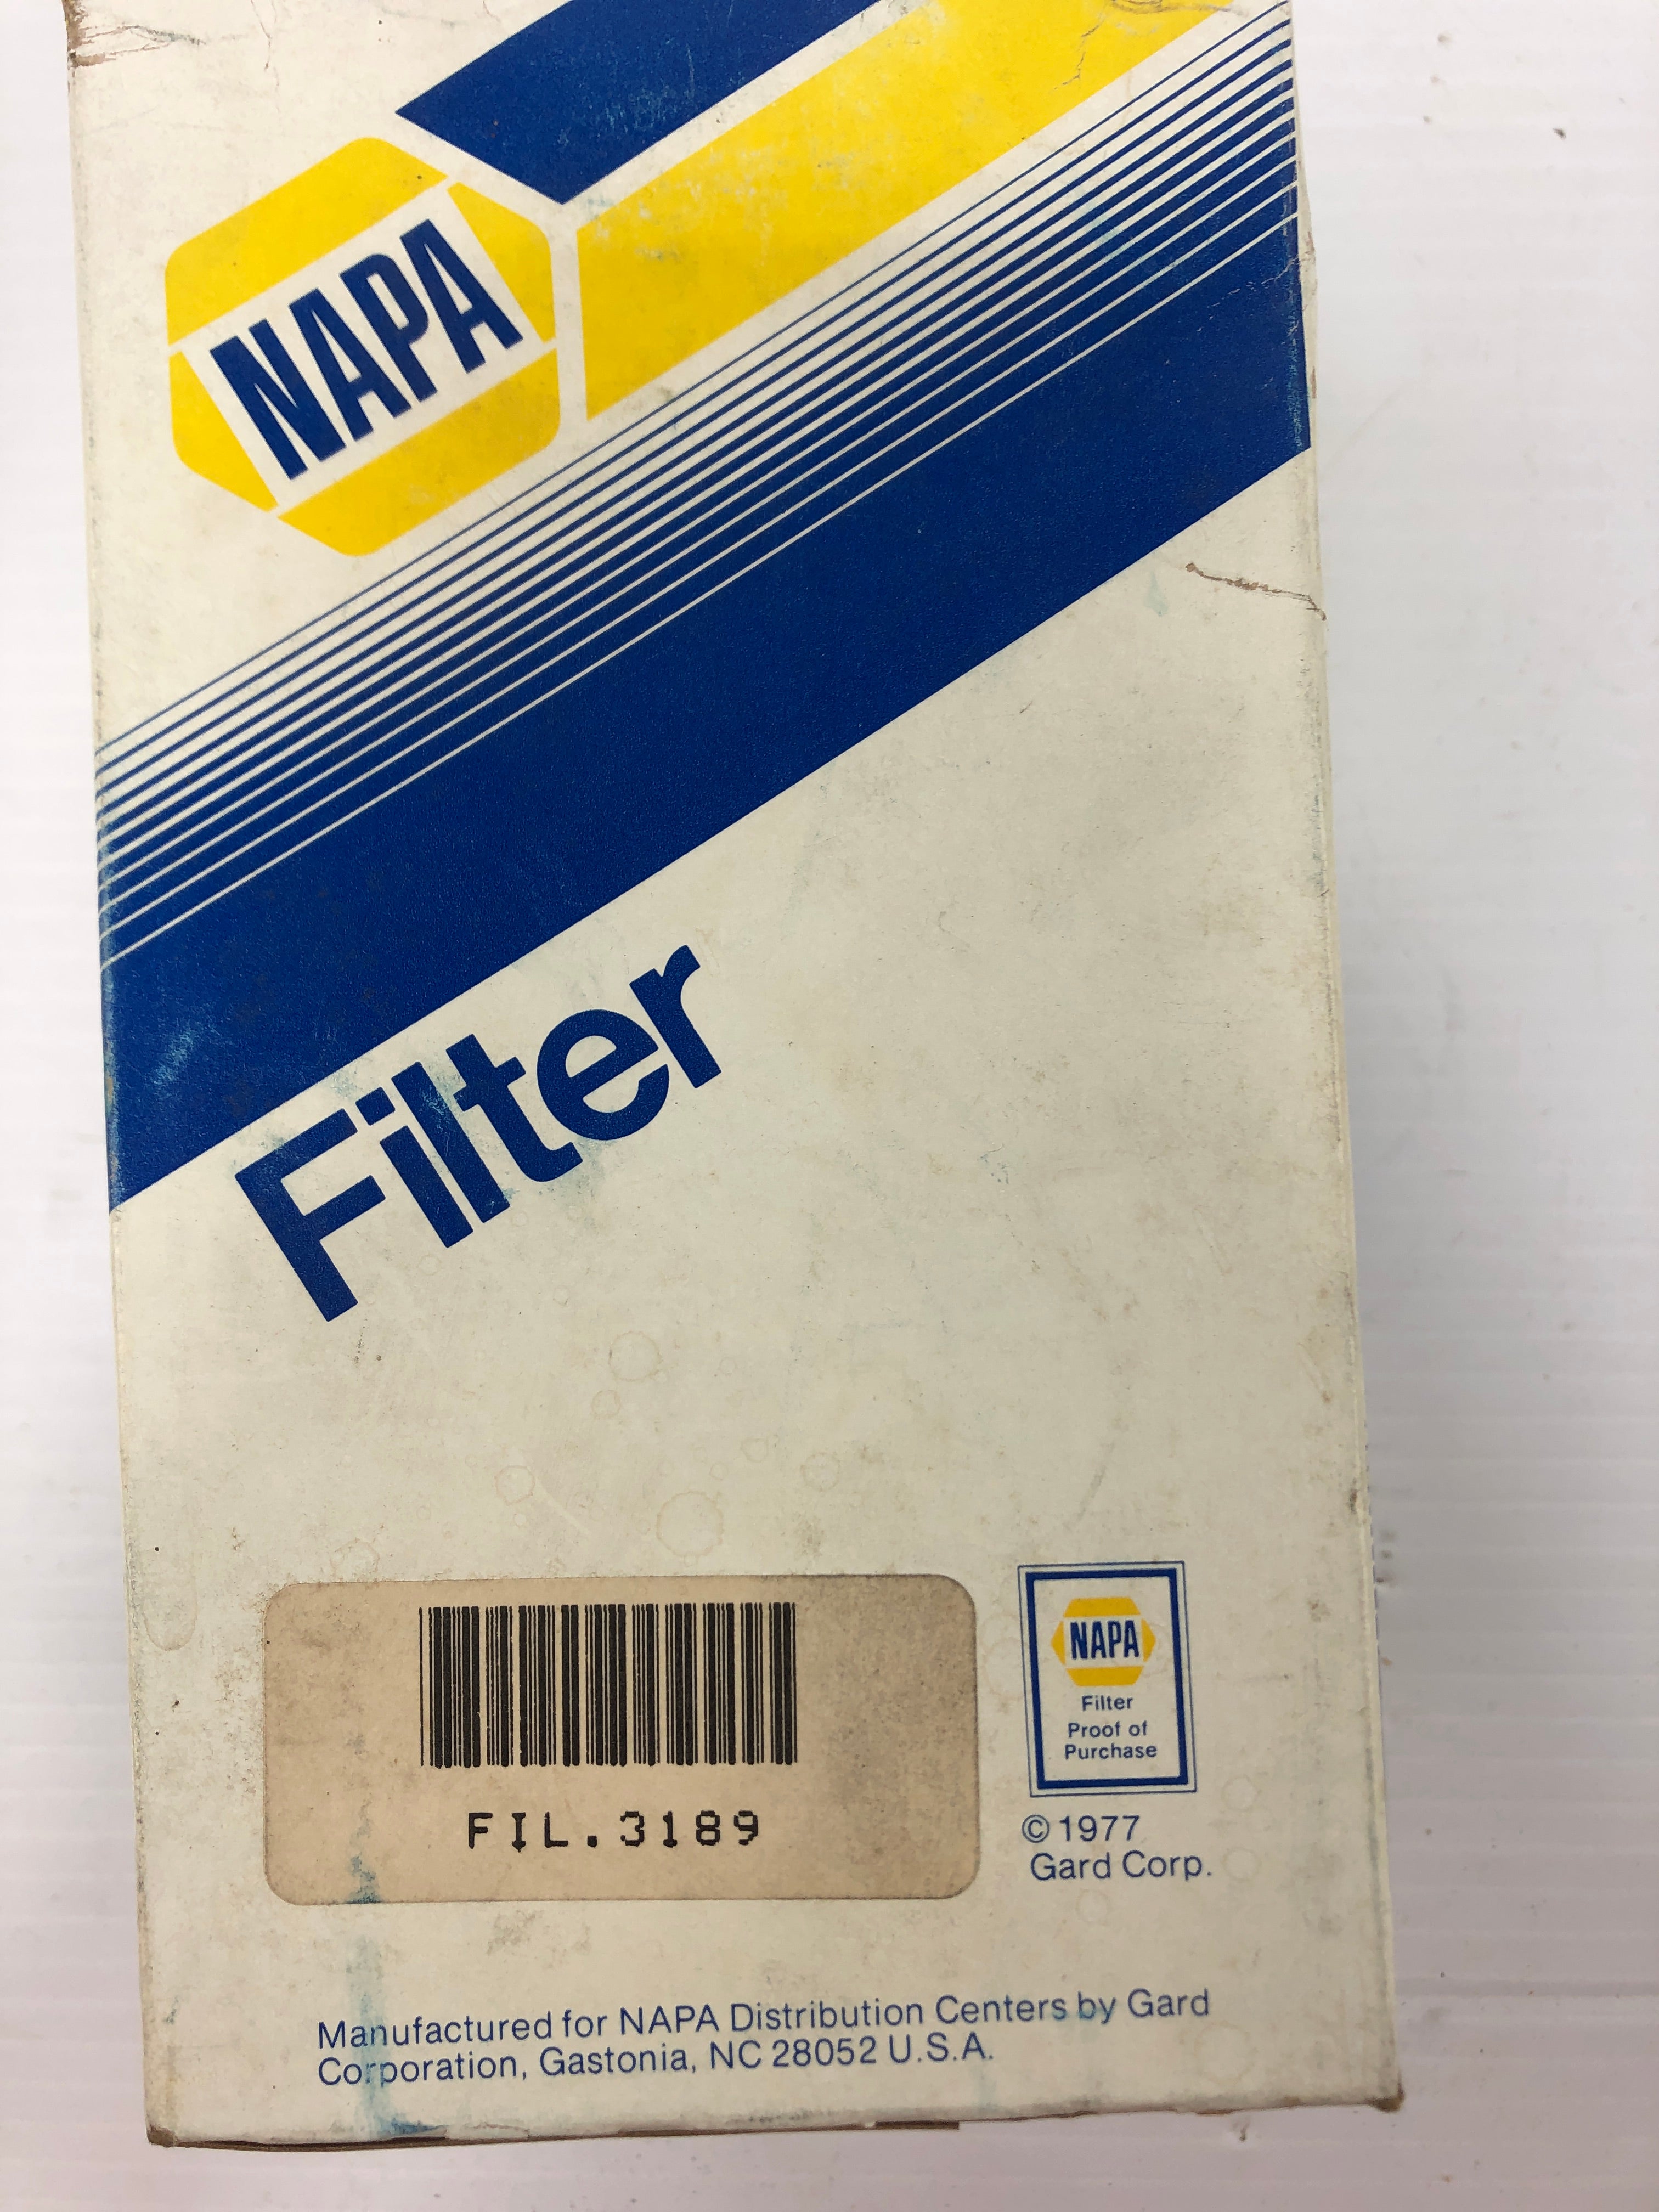 NAPA
Filter
FIL.3189
NAPA
Filter
Proof of
Purchase
© 1977
Gard Corp.
Manufactured for NAPA Distribution Centers by Gard
Corporation, Gastonia, NC 28052 U.S.A.